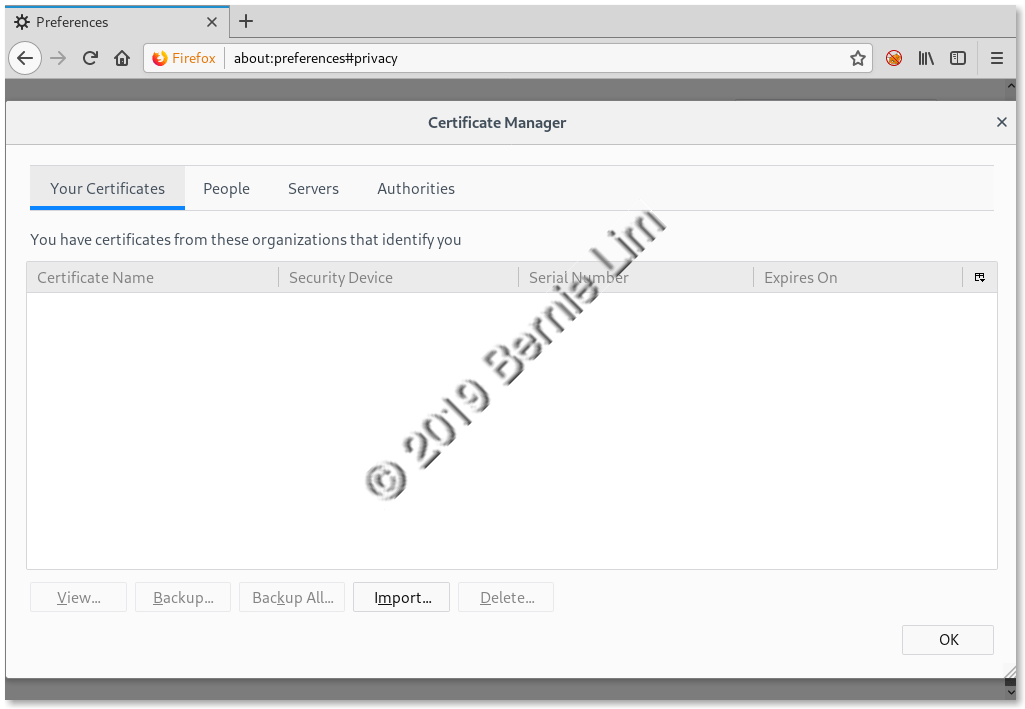 Preferences
Firefox about:preferences#privacy
Certificate Manager
Your Certificates People Servers Authorities
You have certificates from these organizations that identify you
Certificate Name Security Device Serial Number Expires On
© 2019 Bernie Lim
View... Backup... Backup All... Import... Delete...
OK